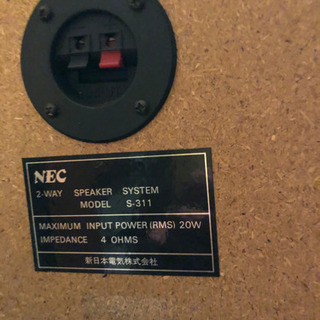 NEC
2-WAY SPEAKER SYSTEM
MODEL S-311
MAXIMUM INPUT POWER (RMS) 20W
IMPEDANCE 4 OHMS
新日本電気株式会社